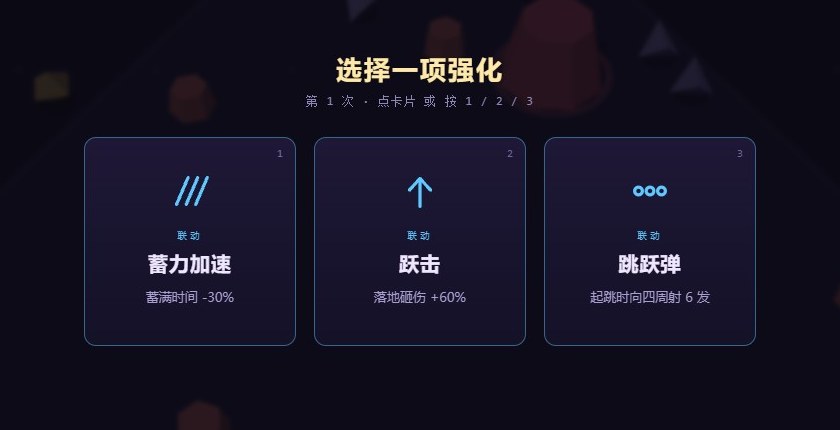 选择一项强化
第 1 次 · 点卡片 或 按 1 / 2 / 3
1
联动
蓄力加速
蓄满时间 -30%
2
联动
跃击
落地砸伤 +60%
3
联动
跳跃弹
起跳时向四周射 6 发